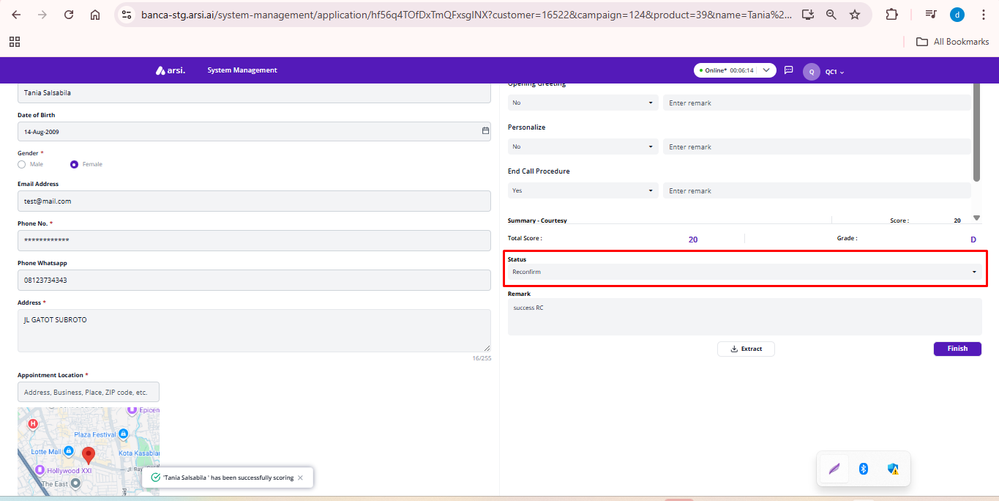 banca-stg.arsi.ai/system-management/application/hf56q4TOfDxTmQFxsgINX?customer=16522&campaign=124&product=39&name=Tania%2...
d
All Bookmarks
arsi.
System Management
Online* 00:06:14
Q
QC1
Tania Salsabila
Date of Birth
14-Aug-2009
Gender *
Male
Female
Email Address
test@mail.com
Phone No. *
************
Phone Whatsapp
08123734343
Address *
JL GATOT SUBROTO
16/255
Appointment Location *
Address, Business, Place, ZIP code, etc.
Epicen
H
Plaza Festival
Lotte Mall
Kota Kasablan
Hollywood XXI
Jl. Ray
The East
'Tania Salsabila ' has been successfully scoring
Opening Greeting
No
Enter remark
Personalize
No
Enter remark
End Call Procedure
Yes
Enter remark
Summary - Courtesy
Score :
20
Total Score :
20
Grade :
D
Status
Reconfirm
Remark
success RC
Extract
Finish